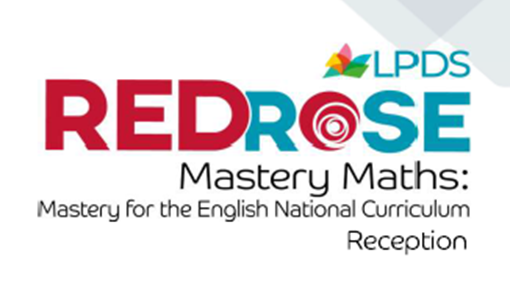 LPDS
REDROSE
Mastery Maths:
Mastery for the English National Curriculum
Reception